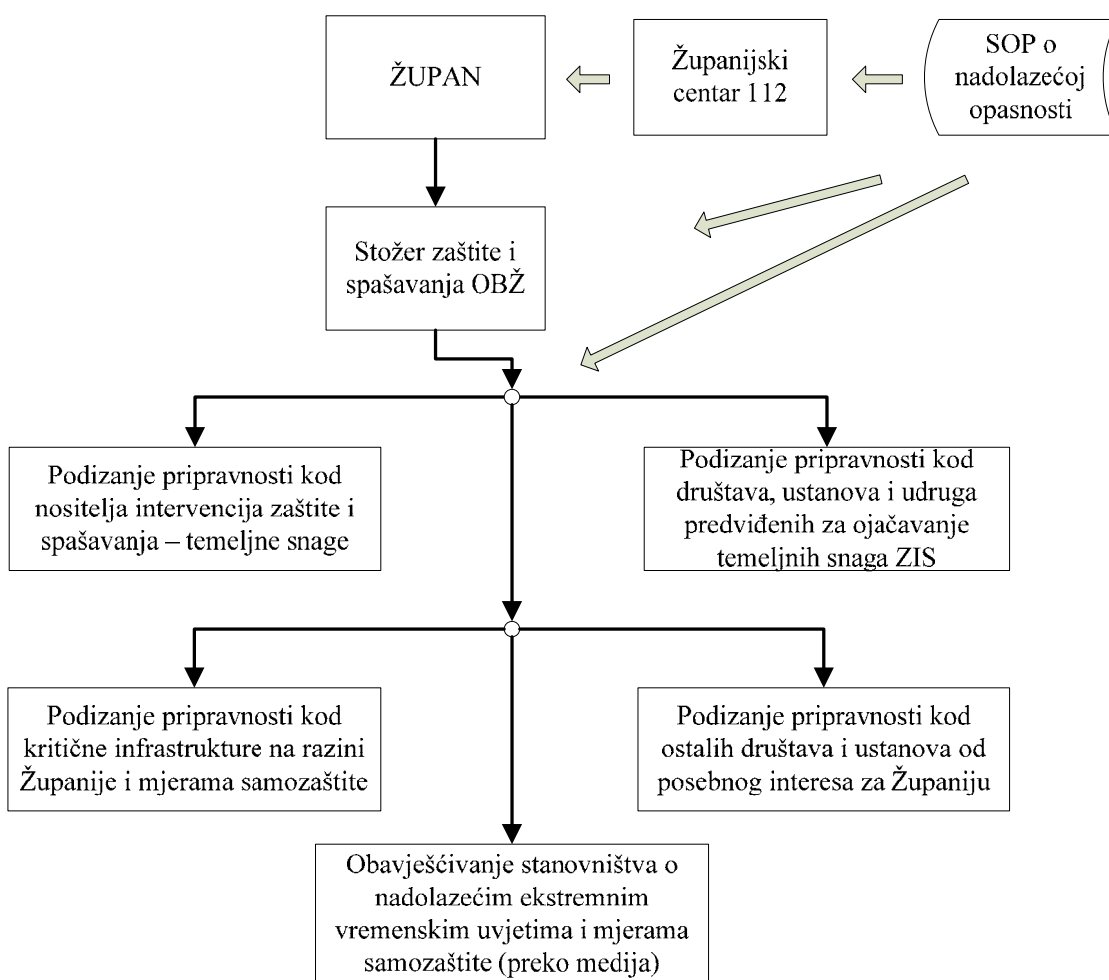 ŽUPAN
Županijski
centar 112
SOP o
nadolazećoj
opasnosti
Stožer zaštite i
spašavanja OBŽ
Podizanje pripravnosti kod
nositelja intervencija zaštite i
spašavanja – temeljne snage
Podizanje pripravnosti kod
društava, ustanova i udruga
predviđenih za ojačavanje
temeljnih snaga ZIS
Podizanje pripravnosti kod
kritične infrastrukture na razini
Županije i mjerama samozaštite
Podizanje pripravnosti kod
ostalih društava i ustanova od
posebnog interesa za Županiju
Obavješćivanje stanovništva o
nadolazećim ekstremnim
vremenskim uvjetima i mjerama
samozaštite (preko medija)